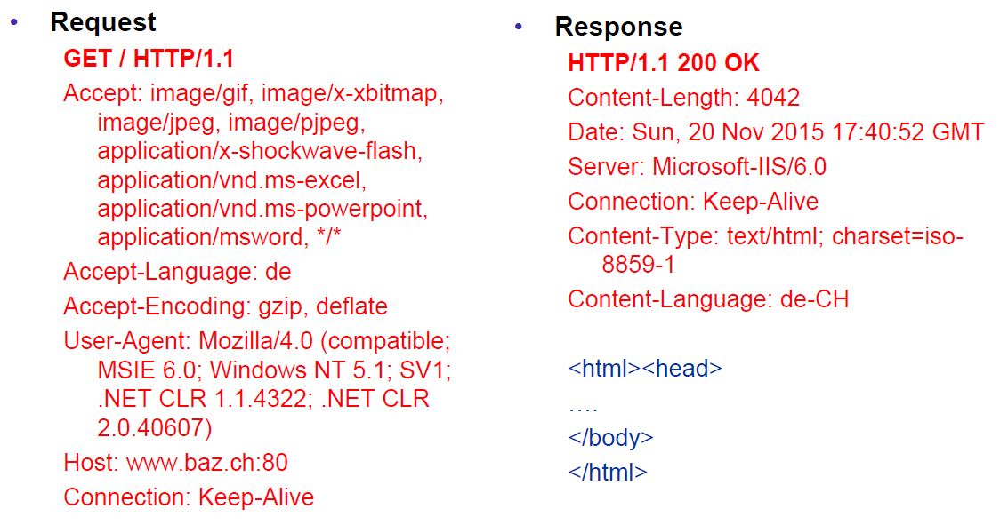 • Request
GET / HTTP/1.1
Accept: image/gif, image/x-xbitmap,
image/jpeg, image/pjpeg,
application/x-shockwave-flash,
application/vnd.ms-excel,
application/vnd.ms-powerpoint,
application/msword, */*
Accept-Language: de
Accept-Encoding: gzip, deflate
User-Agent: Mozilla/4.0 (compatible;
MSIE 6.0; Windows NT 5.1; SV1;
.NET CLR 1.1.4322; .NET CLR
2.0.40607)
Host: www.baz.ch:80
Connection: Keep-Alive
• Response
HTTP/1.1 200 OK
Content-Length: 4042
Date: Sun, 20 Nov 2015 17:40:52 GMT
Server: Microsoft-IIS/6.0
Connection: Keep-Alive
Content-Type: text/html; charset=iso-
8859-1
Content-Language: de-CH
<html><head>
….
</body>
</html>